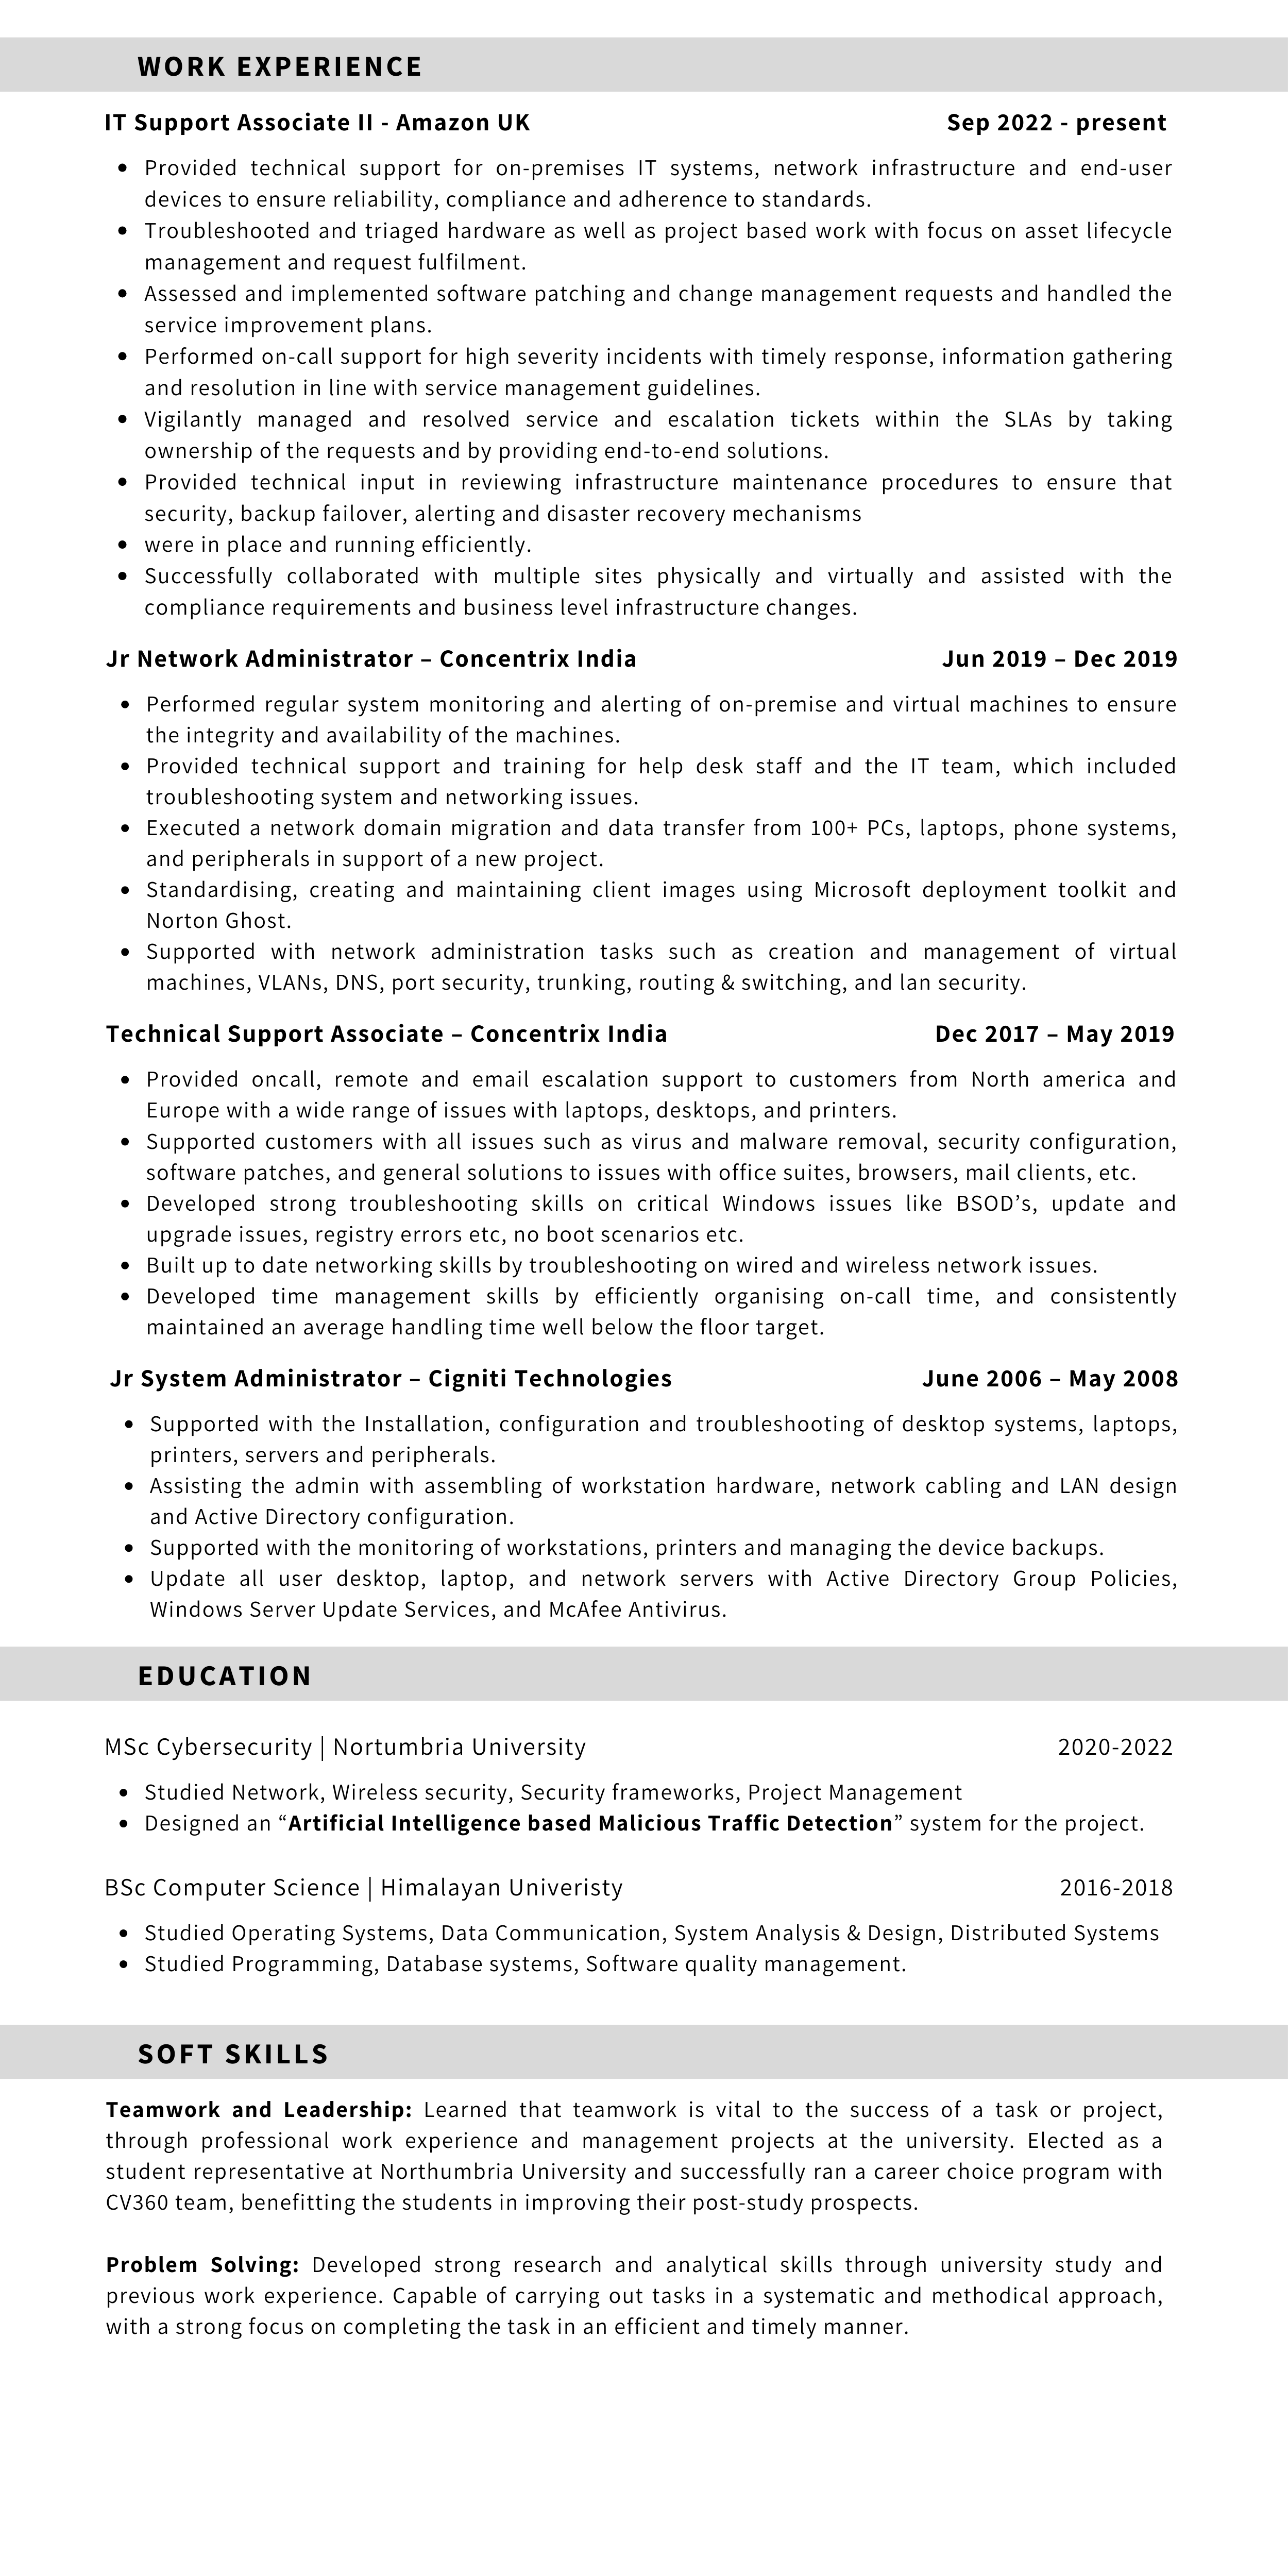 WORK EXPERIENCE
IT Support Associate II - Amazon UK Sep 2022 - present
• Provided technical support for on-premises IT systems, network infrastructure and end-user
devices to ensure reliability, compliance and adherence to standards.
• Troubleshooted and triaged hardware as well as project based work with focus on asset lifecycle
management and request fulfilment.
• Assessed and implemented software patching and change management requests and handled the
service improvement plans.
• Performed on-call support for high severity incidents with timely response, information gathering
and resolution in line with service management guidelines.
• Vigilantly managed and resolved service and escalation tickets within the SLAs by taking
ownership of the requests and by providing end-to-end solutions.
• Provided technical input in reviewing infrastructure maintenance procedures to ensure that
security, backup failover, alerting and disaster recovery mechanisms
• were in place and running efficiently.
• Successfully collaborated with multiple sites physically and virtually and assisted with the
compliance requirements and business level infrastructure changes.
Jr Network Administrator – Concentrix India Jun 2019 – Dec 2019
• Performed regular system monitoring and alerting of on-premise and virtual machines to ensure
the integrity and availability of the machines.
• Provided technical support and training for help desk staff and the IT team, which included
troubleshooting system and networking issues.
• Executed a network domain migration and data transfer from 100+ PCs, laptops, phone systems,
and peripherals in support of a new project.
• Standardising, creating and maintaining client images using Microsoft deployment toolkit and
Norton Ghost.
• Supported with network administration tasks such as creation and management of virtual
machines, VLANs, DNS, port security, trunking, routing & switching, and lan security.
Technical Support Associate – Concentrix India Dec 2017 – May 2019
• Provided oncall, remote and email escalation support to customers from North america and
Europe with a wide range of issues with laptops, desktops, and printers.
• Supported customers with all issues such as virus and malware removal, security configuration,
software patches, and general solutions to issues with office suites, browsers, mail clients, etc.
• Developed strong troubleshooting skills on critical Windows issues like BSOD’s, update and
upgrade issues, registry errors etc, no boot scenarios etc.
• Built up to date networking skills by troubleshooting on wired and wireless network issues.
• Developed time management skills by efficiently organising on-call time, and consistently
maintained an average handling time well below the floor target.
Jr System Administrator – Cigniti Technologies June 2006 – May 2008
• Supported with the Installation, configuration and troubleshooting of desktop systems, laptops,
printers, servers and peripherals.
• Assisting the admin with assembling of workstation hardware, network cabling and LAN design
and Active Directory configuration.
• Supported with the monitoring of workstations, printers and managing the device backups.
• Update all user desktop, laptop, and network servers with Active Directory Group Policies,
Windows Server Update Services, and McAfee Antivirus.
EDUCATION
MSc Cybersecurity | Nortumbria University 2020-2022
• Studied Network, Wireless security, Security frameworks, Project Management
• Designed an “Artificial Intelligence based Malicious Traffic Detection” system for the project.
BSc Computer Science | Himalayan Univeristy 2016-2018
• Studied Operating Systems, Data Communication, System Analysis & Design, Distributed Systems
• Studied Programming, Database systems, Software quality management.
SOFT SKILLS
Teamwork and Leadership: Learned that teamwork is vital to the success of a task or project,
through professional work experience and management projects at the university. Elected as a
student representative at Northumbria University and successfully ran a career choice program with
CV360 team, benefitting the students in improving their post-study prospects.
Problem Solving: Developed strong research and analytical skills through university study and
previous work experience. Capable of carrying out tasks in a systematic and methodical approach,
with a strong focus on completing the task in an efficient and timely manner.